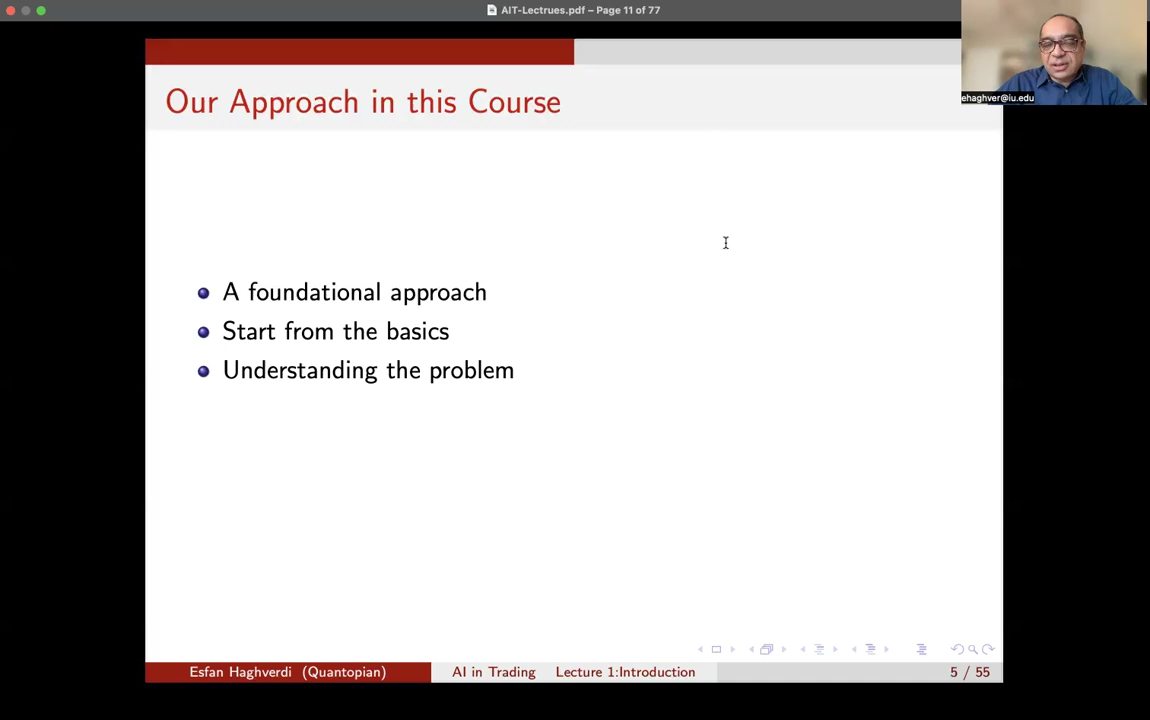 AIT-Lectrues.pdf – Page 11 of 77
ehaghver@iu.edu
Our Approach in this Course
A foundational approach
Start from the basics
Understanding the problem
Esfan Haghverdi (Quantopian) AI in Trading Lecture 1:Introduction 5 / 55